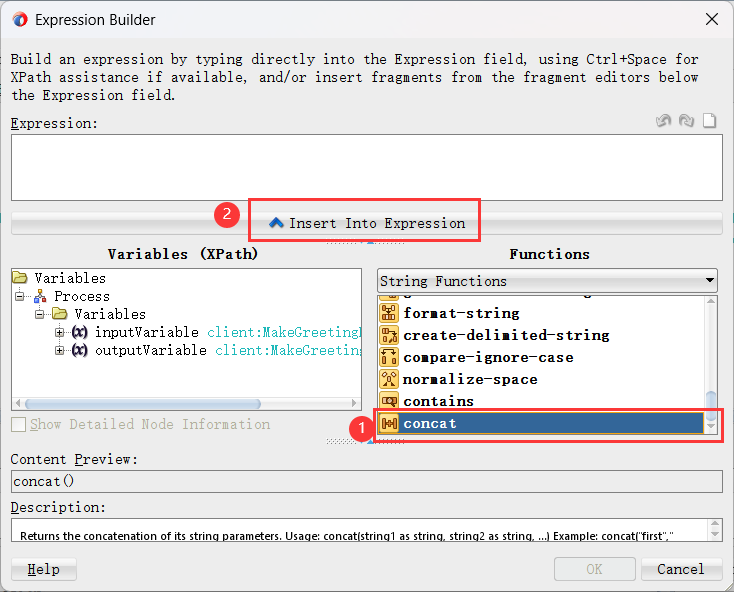 Expression Builder
Build an expression by typing directly into the Expression field, using Ctrl+Space for
XPath assistance if available, and/or insert fragments from the fragment editors below
the Expression field.
Expression:
2
Insert Into Expression
Variables (XPath)
Functions
Variables
Process
Variables
inputVariable client:MakeGreeting
outputVariable client:MakeGreeting
String Functions
format-string
create-delimited-string
compare-ignore-case
normalize-space
contains
1
concat
Show Detailed Node Information
Content Preview:
concat()
Description:
Returns the concatenation of its string parameters. Usage: concat(string1 as string, string2 as string, ...) Example: concat("first","
Help
OK
Cancel